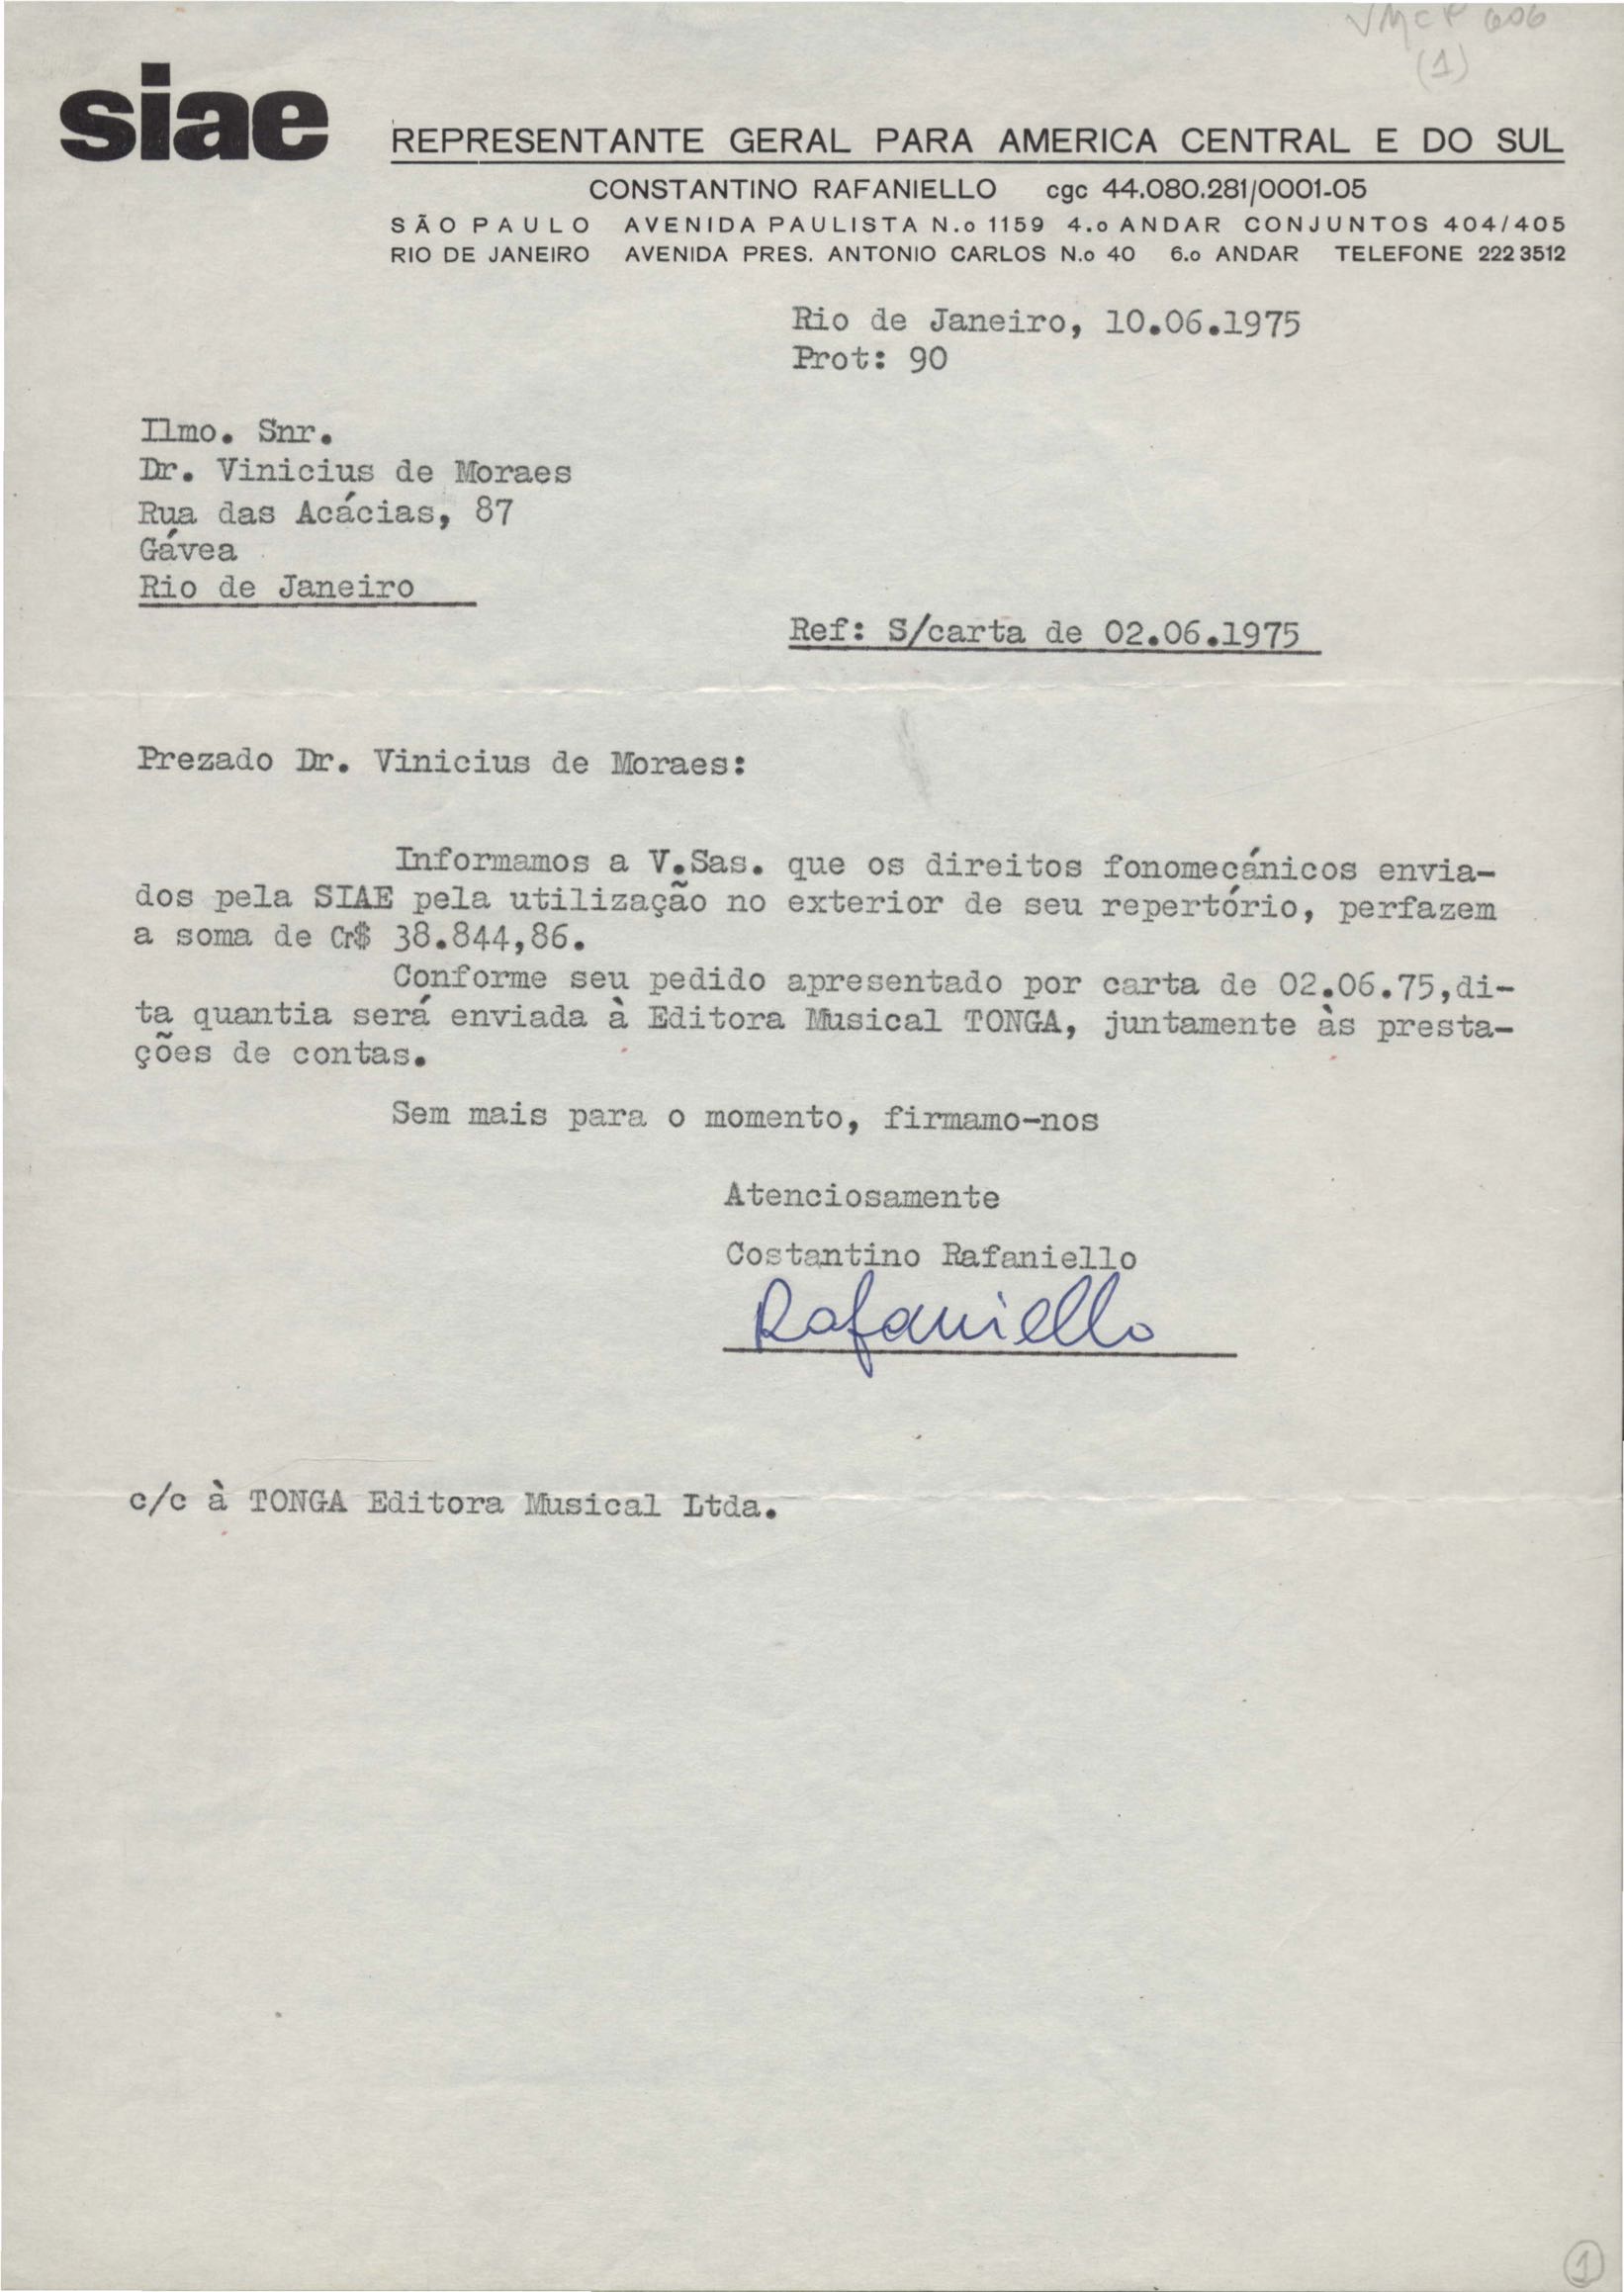 VMCP 606
(1)
siae
REPRESENTANTE GERAL PARA AMERICA CENTRAL E DO SUL
CONSTANTINO RAFANIELLO cgc 44.080.281/0001-05
SÃO PAULO AVENIDA PAULISTA N.o 1159 4.o ANDAR CONJUNTOS 404/405
RIO DE JANEIRO AVENIDA PRES. ANTONIO CARLOS N.o 40 6.o ANDAR TELEFONE 222 3512
Rio de Janeiro, 10.06.1975
Prot: 90
Ilmo. Snr.
Dr. Vinicius de Moraes
Rua das Acácias, 87
Gávea
Rio de Janeiro
Ref: S/carta de 02.06.1975
Prezado Dr. Vinicius de Moraes:
Informamos a V.Sas. que os direitos fonomecánicos envia-
dos pela SIAE pela utilização no exterior de seu repertório, perfazem
a soma de Cr$ 38.844,86.
Conforme seu pedido apresentado por carta de 02.06.75,di-
ta quantia será enviada à Editora Musical TONGA, juntamente às presta-
ções de contas.
Sem mais para o momento, firmamo-nos
Atenciosamente
Costantino Rafaniello
Rafaniello
c/c à TONGA Editora Musical Ltda.
1